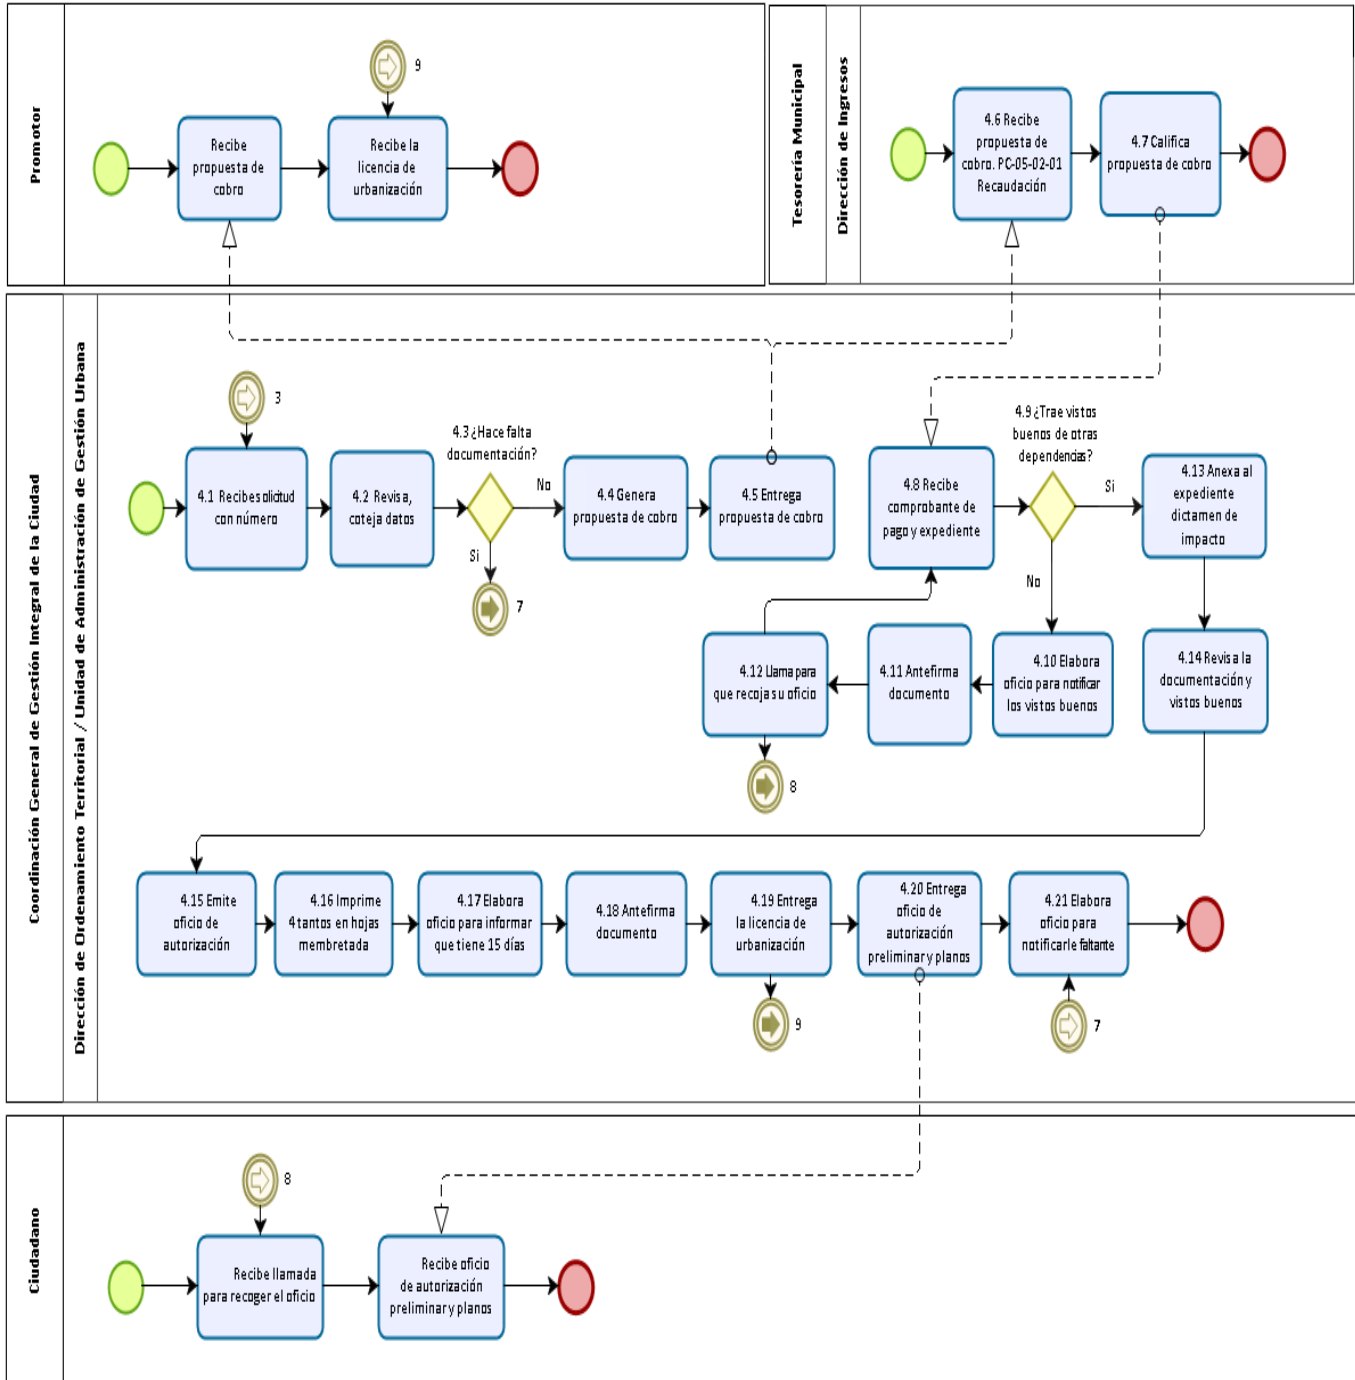 Promotor
9
Recibe
propuesta de
cobro
Recibe la
licencia de
urbanización
Tesorería Municipal
Dirección de Ingresos
4.6 Recibe
propuesta de
cobro. PC-05-02-01
Recaudación
4.7 Califica
propuesta de cobro
Coordinación General de Gestión Integral de la Ciudad
Dirección de Ordenamiento Territorial / Unidad de Administración de Gestión Urbana
3
4.1 Recibe solicitud
con número
4.2 Revisa,
coteja datos
4.3 ¿Hace falta
documentación?
No
Si
7
4.4 Genera
propuesta de cobro
4.5 Entrega
propuesta de cobro
4.8 Recibe
comprobante de
pago y expediente
4.9 ¿Trae vistos
buenos de otras
dependencias?
Si
No
4.13 Anexa al
expediente
dictamen de
impacto
4.12 Llama para
que recoja su oficio
8
4.11 Antefirma
documento
4.10 Elabora
oficio para notificar
los vistos buenos
4.14 Revisa la
documentación y
vistos buenos
4.15 Emite
oficio de
autorización
4.16 Imprime
4 tantos en hojas
membretada
4.17 Elabora
oficio para informar
que tiene 15 días
4.18 Antefirma
documento
4.19 Entrega
la licencia de
urbanización
9
4.20 Entrega
oficio de
autorización
preliminar y planos
4.21 Elabora
oficio para
notificarle faltante
7
Ciudadano
8
Recibe llamada
para recoger el oficio
Recibe oficio
de autorización
preliminar y planos